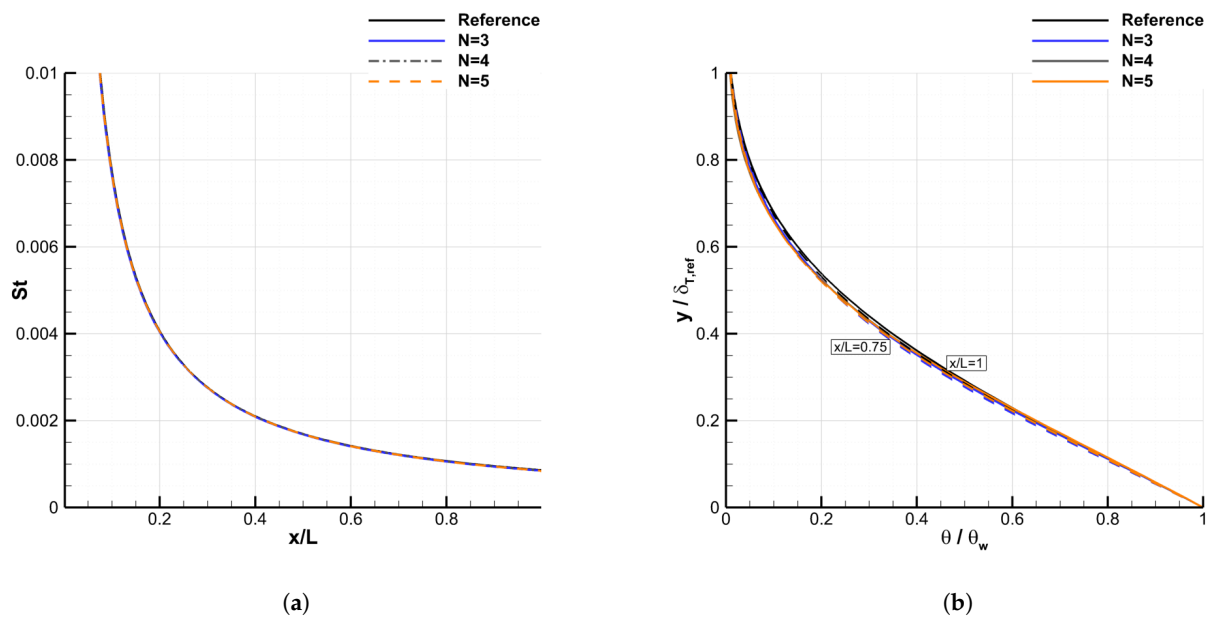 Reference
N=3
N=4
N=5
0.01
0.008
0.006
0.004
0.002
0
St
0.2 0.4 0.6 0.8
x/L
(a)
Reference
N=3
N=4
N=5
1
0.8
0.6
0.4
0.2
0
y / δT,ref
x/L=0.75
x/L=1
0 0.2 0.4 0.6 0.8 1
θ / θw
(b)